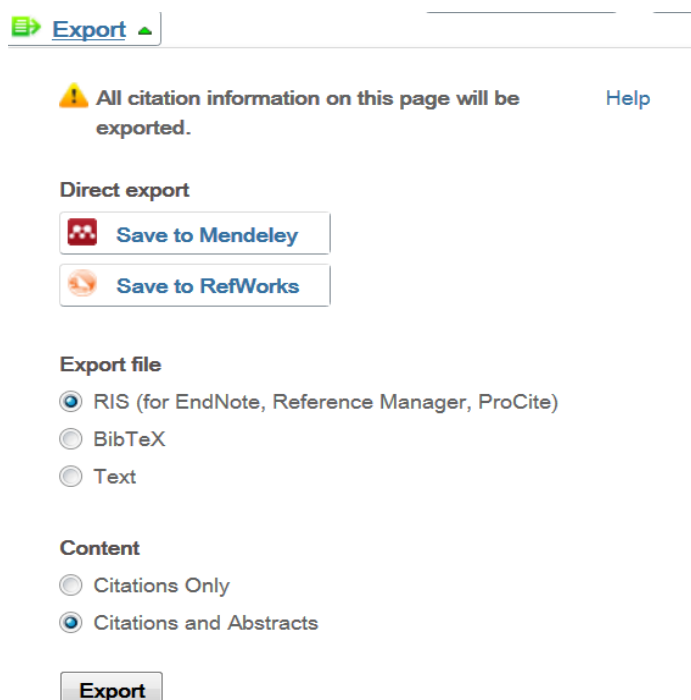 Export
All citation information on this page will be Help
exported.
Direct export
Save to Mendeley
Save to RefWorks
Export file
RIS (for EndNote, Reference Manager, ProCite)
BibTeX
Text
Content
Citations Only
Citations and Abstracts
Export